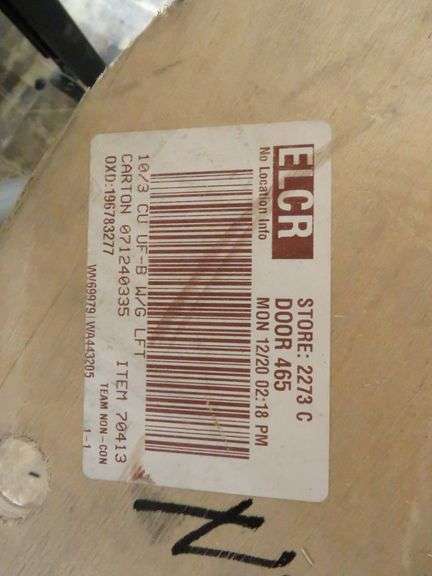 ELCR
No Location Info
STORE: 2273 C
DOOR 465
MON 12/20 02:18 PM
10/3 CU UF-B W/G LFT
CARTON 071240335 ITEM 70413
OXD:196783277 TEAM NON-CON
W69979 WA443205 1-1